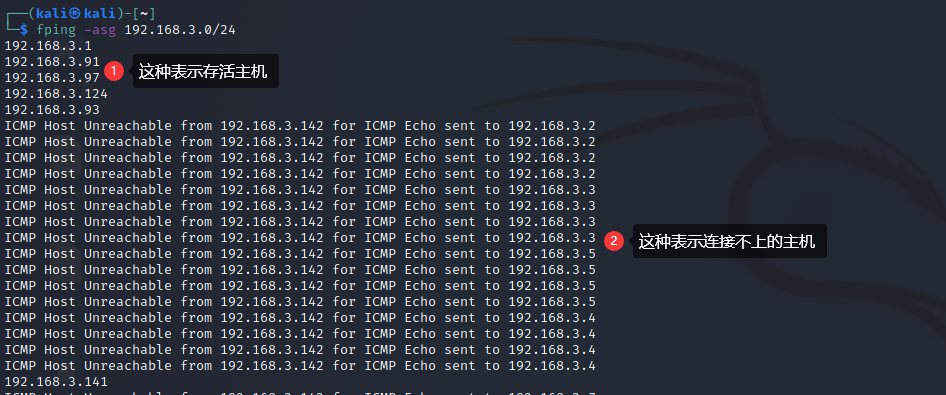 ┌──(kali㉿kali)-[~]
└─$ fping -asg 192.168.3.0/24
192.168.3.1
192.168.3.91
1 这种表示存活主机
192.168.3.97
192.168.3.124
192.168.3.93
ICMP Host Unreachable from 192.168.3.142 for ICMP Echo sent to 192.168.3.2
ICMP Host Unreachable from 192.168.3.142 for ICMP Echo sent to 192.168.3.2
ICMP Host Unreachable from 192.168.3.142 for ICMP Echo sent to 192.168.3.2
ICMP Host Unreachable from 192.168.3.142 for ICMP Echo sent to 192.168.3.2
ICMP Host Unreachable from 192.168.3.142 for ICMP Echo sent to 192.168.3.3
ICMP Host Unreachable from 192.168.3.142 for ICMP Echo sent to 192.168.3.3
ICMP Host Unreachable from 192.168.3.142 for ICMP Echo sent to 192.168.3.3
ICMP Host Unreachable from 192.168.3.142 for ICMP Echo sent to 192.168.3.3
2 这种表示连接不上的主机
ICMP Host Unreachable from 192.168.3.142 for ICMP Echo sent to 192.168.3.5
ICMP Host Unreachable from 192.168.3.142 for ICMP Echo sent to 192.168.3.5
ICMP Host Unreachable from 192.168.3.142 for ICMP Echo sent to 192.168.3.5
ICMP Host Unreachable from 192.168.3.142 for ICMP Echo sent to 192.168.3.5
ICMP Host Unreachable from 192.168.3.142 for ICMP Echo sent to 192.168.3.4
ICMP Host Unreachable from 192.168.3.142 for ICMP Echo sent to 192.168.3.4
ICMP Host Unreachable from 192.168.3.142 for ICMP Echo sent to 192.168.3.4
ICMP Host Unreachable from 192.168.3.142 for ICMP Echo sent to 192.168.3.4
192.168.3.141